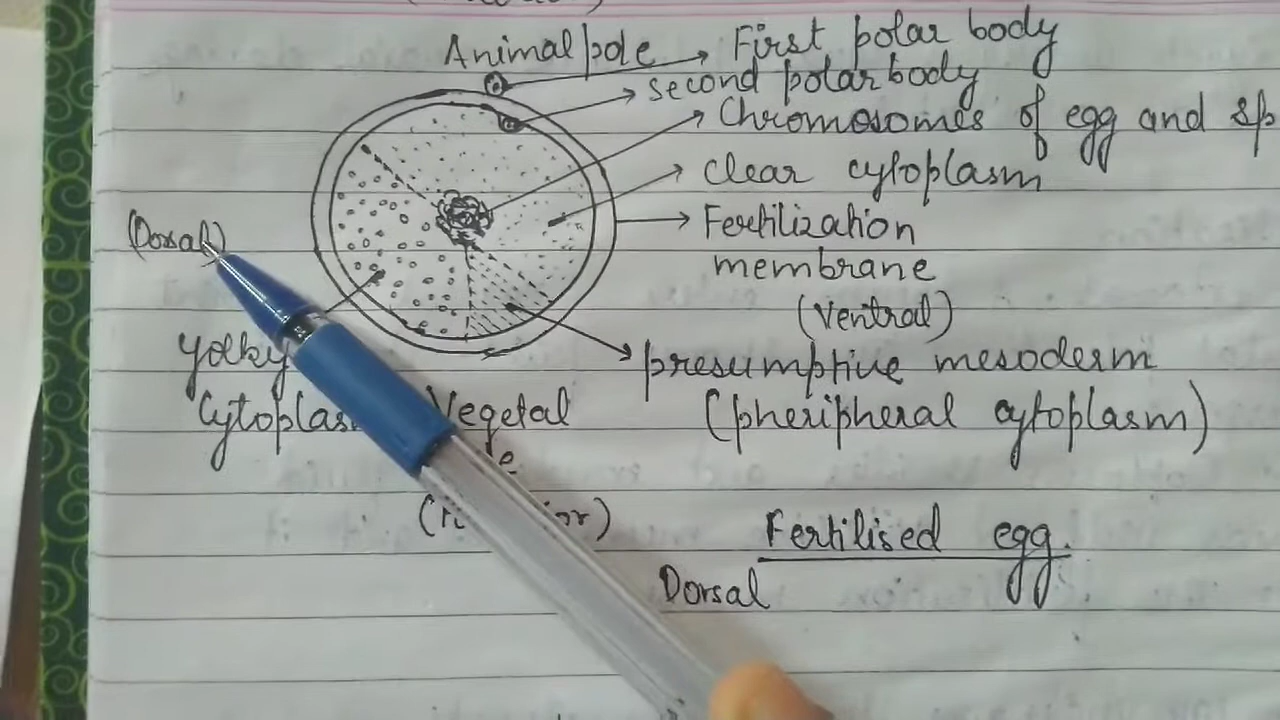 Animal pole
First polar body
second polar body
Chromosomes of egg and sp
Clear cytoplasm
(Dorsal)
Fertilization
membrane
(Ventral)
Yolky
presumptive mesoderm
Vegetal
(pheripheral cytoplasm)
Fertilised egg.
Dorsal